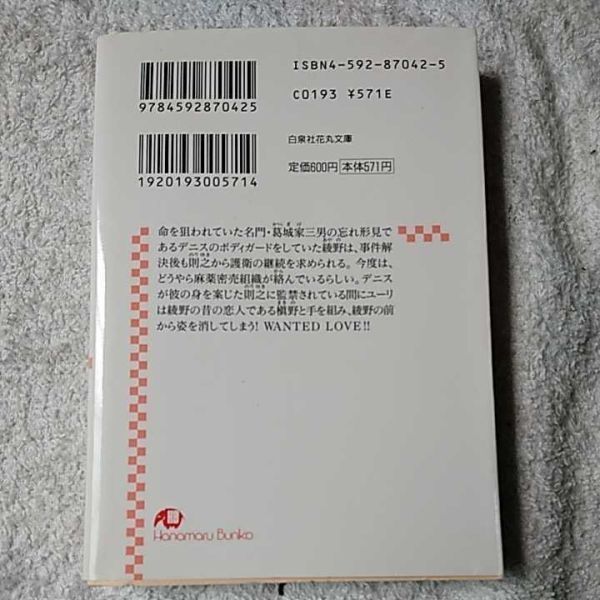 ISBN4-592-87042-5
9784592870425
C0193 ¥571E
白泉社花丸文庫
定価600円 本体571円
1920193005714
命を狙われていた名門・葛城家三男の忘れ形見で
あるデニスのボディガードをしていた綾野は、事件解
決後も則之から護衛の継続を求められる。今度は、
どうやら麻薬密売組織が絡んでいるらしい。デニス
が彼の身を案じた則之に監禁されている間にユーリ
は綾野の昔の恋人である槇野と手を組み、綾野の前
から姿を消してしまう! WANTED LOVE!!
Hanamaru Bunko